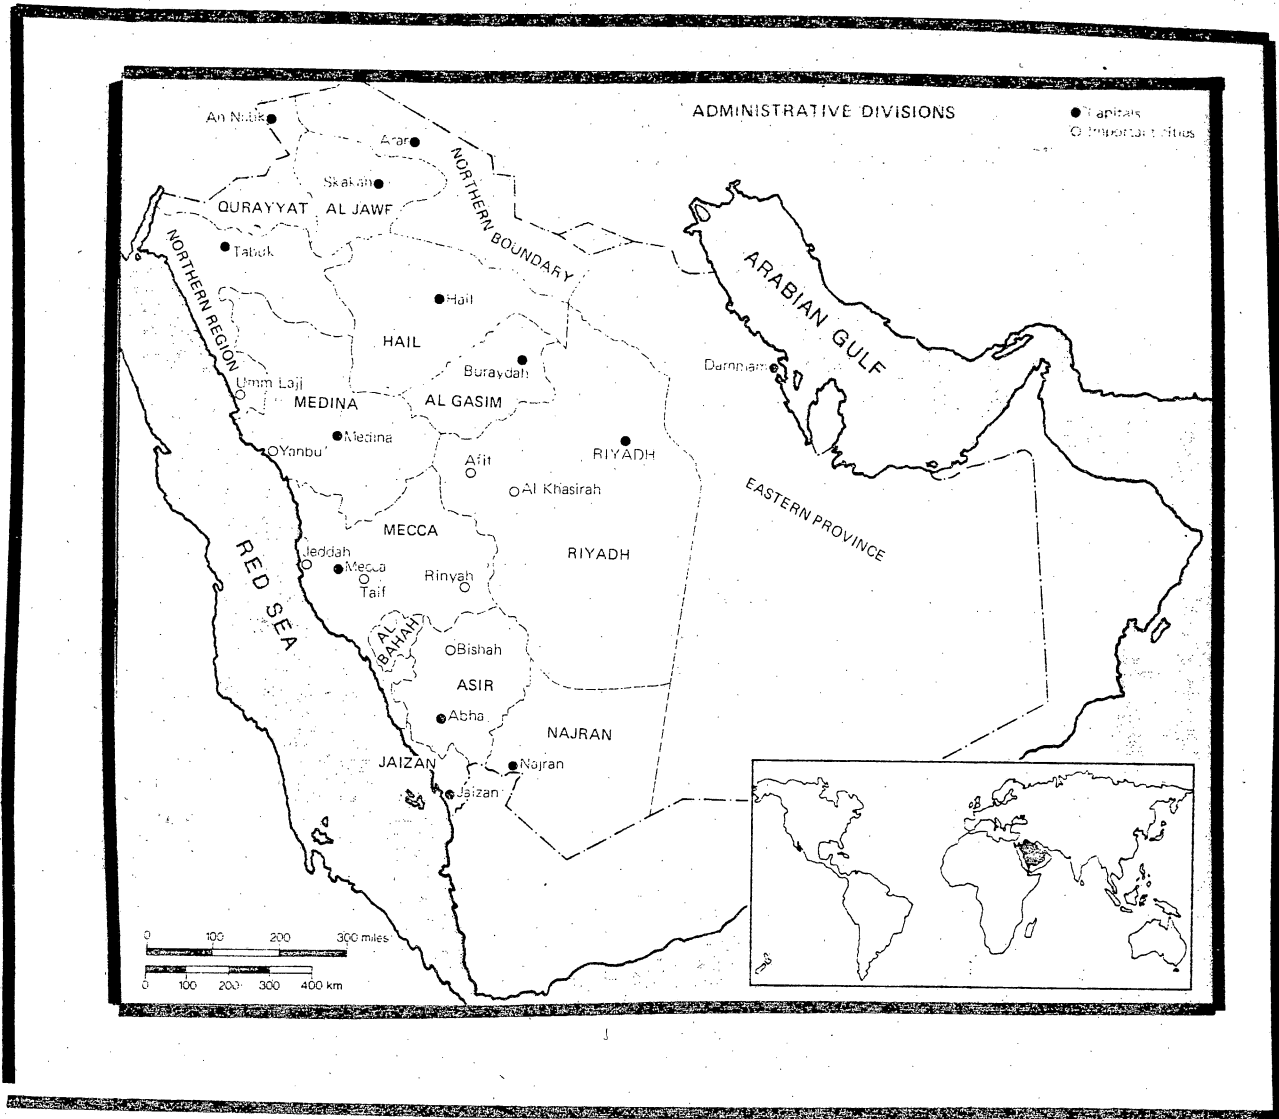 ADMINISTRATIVE DIVISIONS
Capitals
Important cities
An Nabk
Arar
Skakah
QURAYYAT
AL JAWF
NORTHERN BOUNDARY
Tabuk
NORTHERN REGION
ARABIAN GULF
Hail
HAIL
Buraydah
Dammam
Umm Lajj
MEDINA
AL GASIM
Medina
Yanbu'
Afif
RIYADH
Al Khasirah
EASTERN PROVINCE
MECCA
RED SEA
Jeddah
Mecca
Taif
Rinyah
RIYADH
AL
BAHAH
Bishah
ASIR
Abha
NAJRAN
JAIZAN
Najran
Jaizan
0 100 200 300 miles
0 100 200 300 400 km